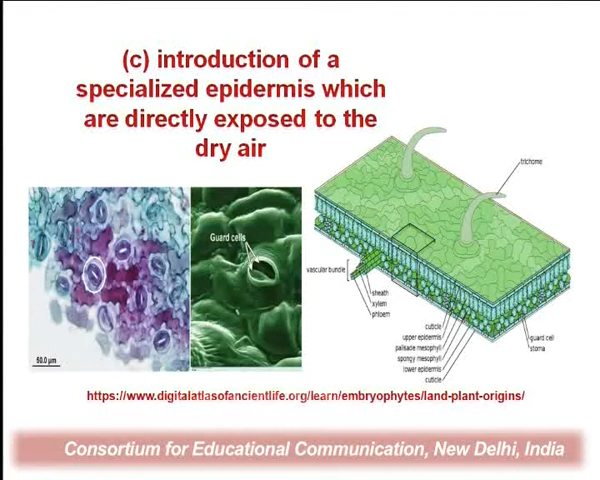 (c) introduction of a
specialized epidermis which
are directly exposed to the
dry air
trichome
Guard cells
vascular bundle
sheath
xylem
phloem
cuticle
upper epidermis
palisade mesophyll
spongy mesophyll
lower epidermis
cuticle
guard cell
stoma
50.0 µm
https://www.digitalatlasofancientlife.org/learn/embryophytes/land-plant-origins/
Consortium for Educational Communication, New Delhi, India